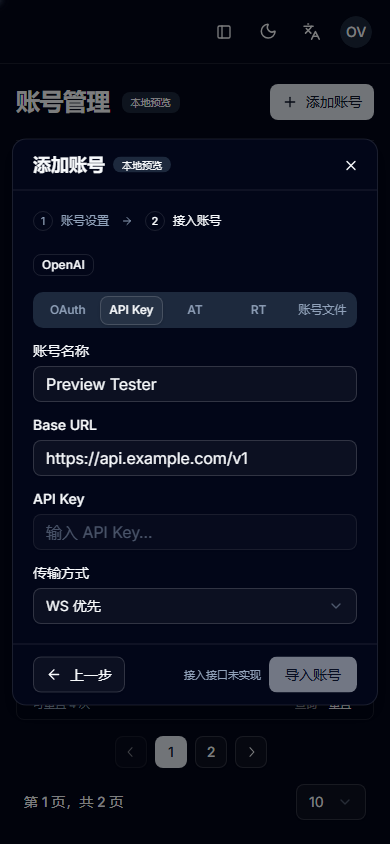 OV
账号管理 本地预览 添加账号
添加账号 本地预览
1 账号设置 2 接入账号
OpenAI
OAuth API Key AT RT 账号文件
账号名称
Preview Tester
Base URL
https://api.example.com/v1
API Key
输入 API Key...
传输方式
WS 优先
上一步 接入接口未实现 导入账号
1 2
第 1 页，共 2 页 10